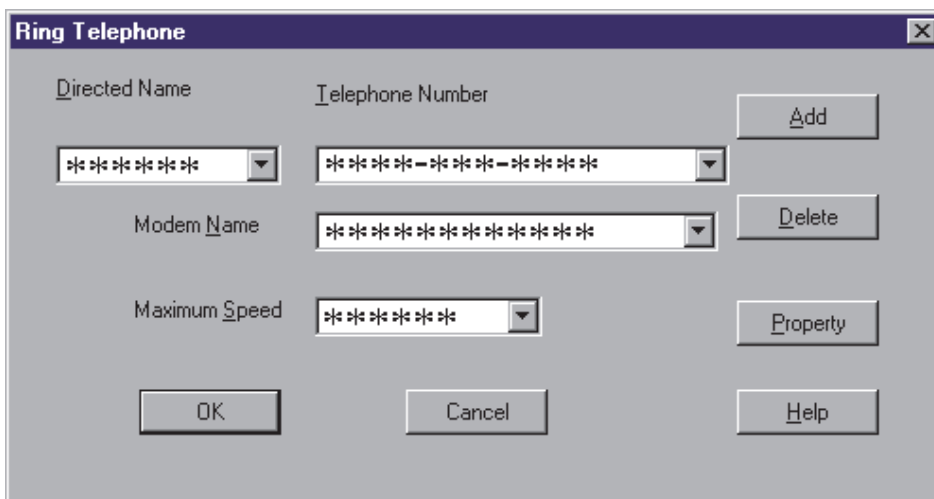 Ring Telephone
Directed Name
Telephone Number
Add
******
****-***-****
Modem Name
************
Delete
Maximum Speed
******
Property
OK
Cancel
Help